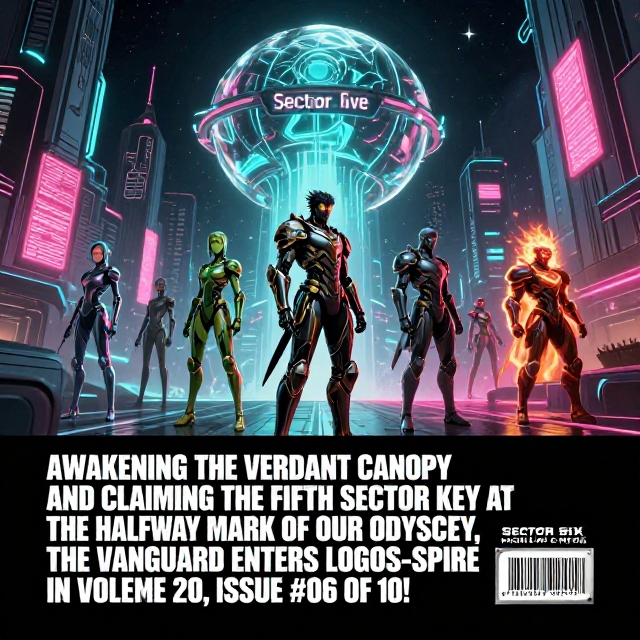 Sector five
AWAKENING THE VERDANT CANOPY
AND CLAIMING THE FIFTH SECTOR KEY AT
THE HALFWAY MARK OF OUR ODYSCEY,
THE VANGUARD ENTERS LOGOS-SPIRE
IN VOLEME 20, ISSUE #06 OF 10!
SECTOR SIX